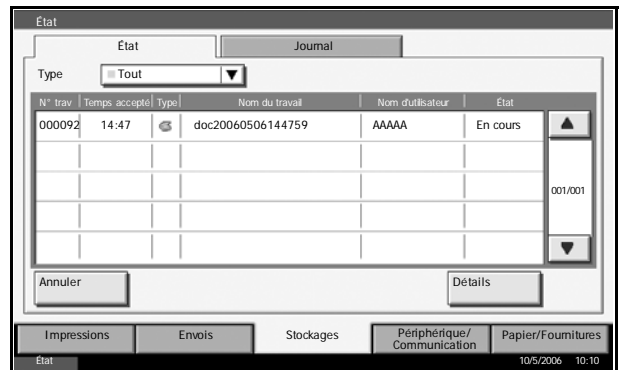 État
État Journal
Type Tout
N° trav Temps accepté Type Nom du travail Nom d'utilisateur État
000092 14:47 doc20060506144759 AAAAA En cours
001/001
Annuler Détails
Impressions Envois Stockages Périphérique/
Communication Papier/Fournitures
État 10/5/2006 10:10